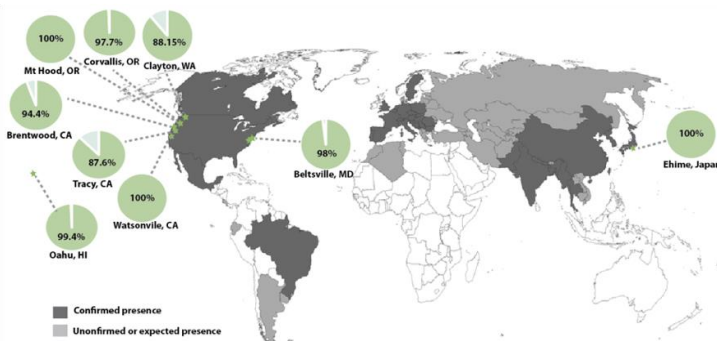 100%
Mt Hood, OR
97.7%
Corvallis, OR
88.15%
Clayton, WA
94.4%
Brentwood, CA
87.6%
Tracy, CA
100%
Watsonvile, CA
99.4%
Oahu, HI
98%
Beltsville, MD
100%
Ehime, Japan
Confirmed presence
Unonfirmed or expected presence